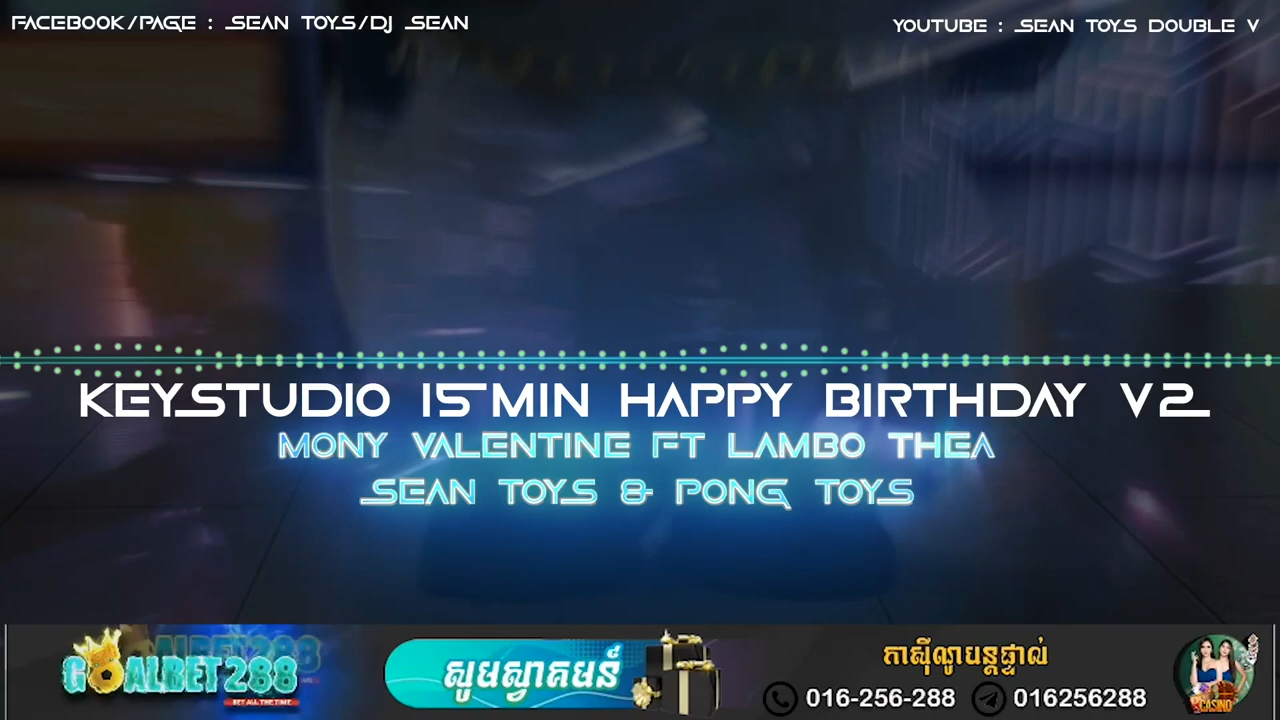 FACEBOOK/PAGE : SEAN TOYS/DJ SEAN
YOUTUBE : SEAN TOYS DOUBLE V
KEYSTUDIO 15'MIN HAPPY BIRTHDAY V2
MONY VALENTINE FT LAMBO THEA
SEAN TOYS & PONG TOYS
GOALBET288
BET ALL THE TIME
សូមស្វាគមន៍
កាស៊ីណូបន្តផ្ទាល់
016-256-288
016256288
CASINO